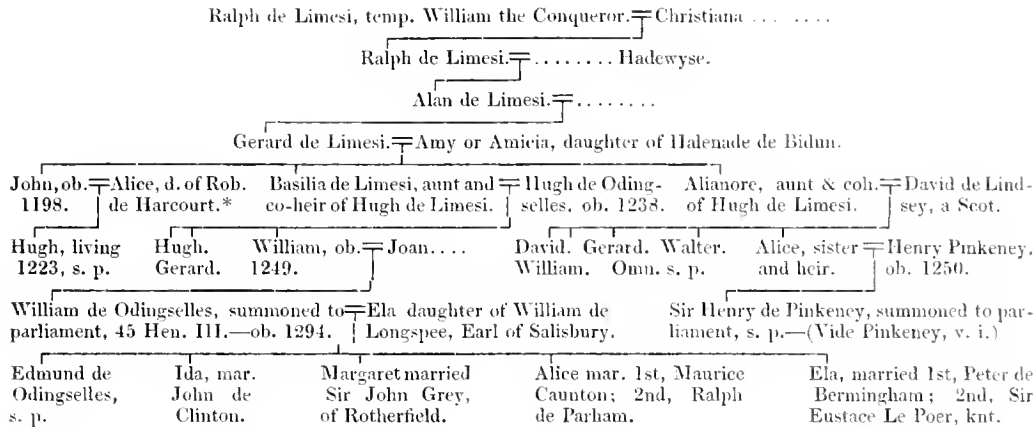 Ralph de Limesi, temp. William the Conqueror.=Christiana .... ....
Ralph de Limesi.=........ Hadewyse.
Alan de Limesi.=........
Gerard de Limesi.=Amy or Amicia, daughter of Halenade de Bidun.
John, ob.=Alice, d. of Rob. Basilia de Limesi, aunt and = Hugh de Oding- Alianore, aunt & coh.=David de Lind-
1198. de Harcourt.* co-heir of Hugh de Limesi. selles, ob. 1238. of Hugh de Limesi. sey, a Scot.
Hugh, living Hugh. William, ob.=Joan.... David. Gerard. Walter. Alice, sister=Henry Pinkeney,
1223, s. p. Gerard. 1249. William. Omn. s. p. and heir. ob. 1250.
William de Odingselles, summoned to=Ela daughter of William de Sir Henry de Pinkeney, summoned to par-
parliament, 45 Hen. III.—ob. 1294. Longspee, Earl of Salisbury. liament, s. p.—(Vide Pinkeney, v. i.)
Edmund de Ida, mar. Margaret married Alice mar. 1st, Maurice Ela, married 1st, Peter de
Odingselles, John de Sir John Grey, Caunton; 2nd, Ralph Bermingham; 2nd, Sir
s. p. Clinton. of Rotherfield. de Parham. Eustace Le Poer, knt.